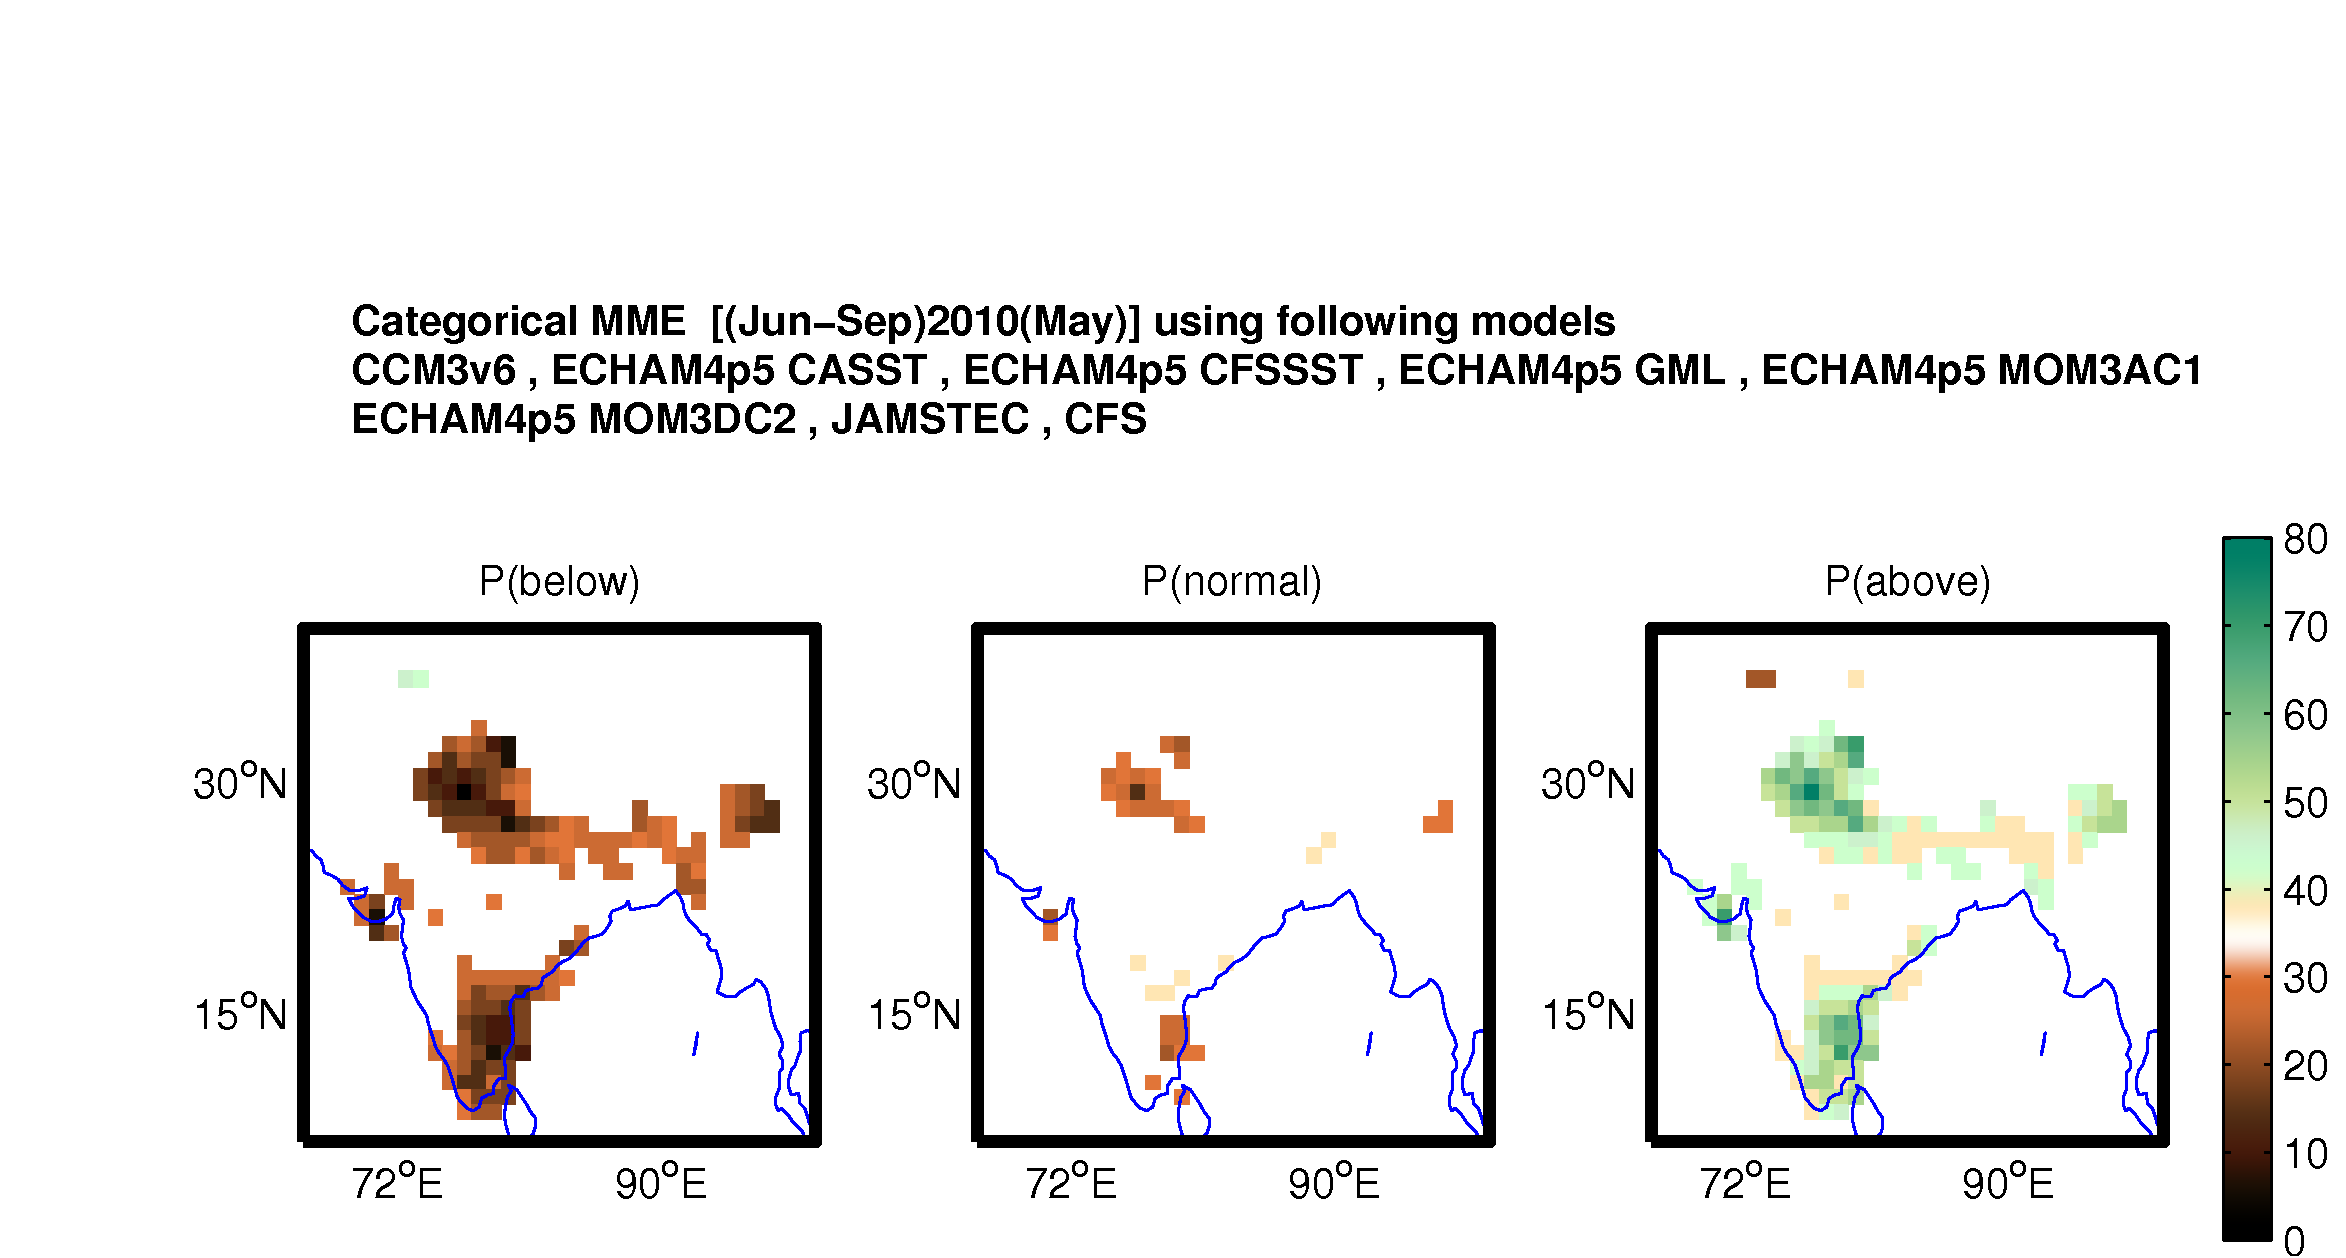 Categorical MME [(Jun−Sep)2010(May)] using following models
CCM3v6 , ECHAM4p5 CASST , ECHAM4p5 CFSSST , ECHAM4p5 GML , ECHAM4p5 MOM3AC1
ECHAM4p5 MOM3DC2 , JAMSTEC , CFS
P(below)
P(normal)
P(above)
30°N
15°N
72°E
90°E
30°N
15°N
72°E
90°E
30°N
15°N
72°E
90°E
80
70
60
50
40
30
20
10
0